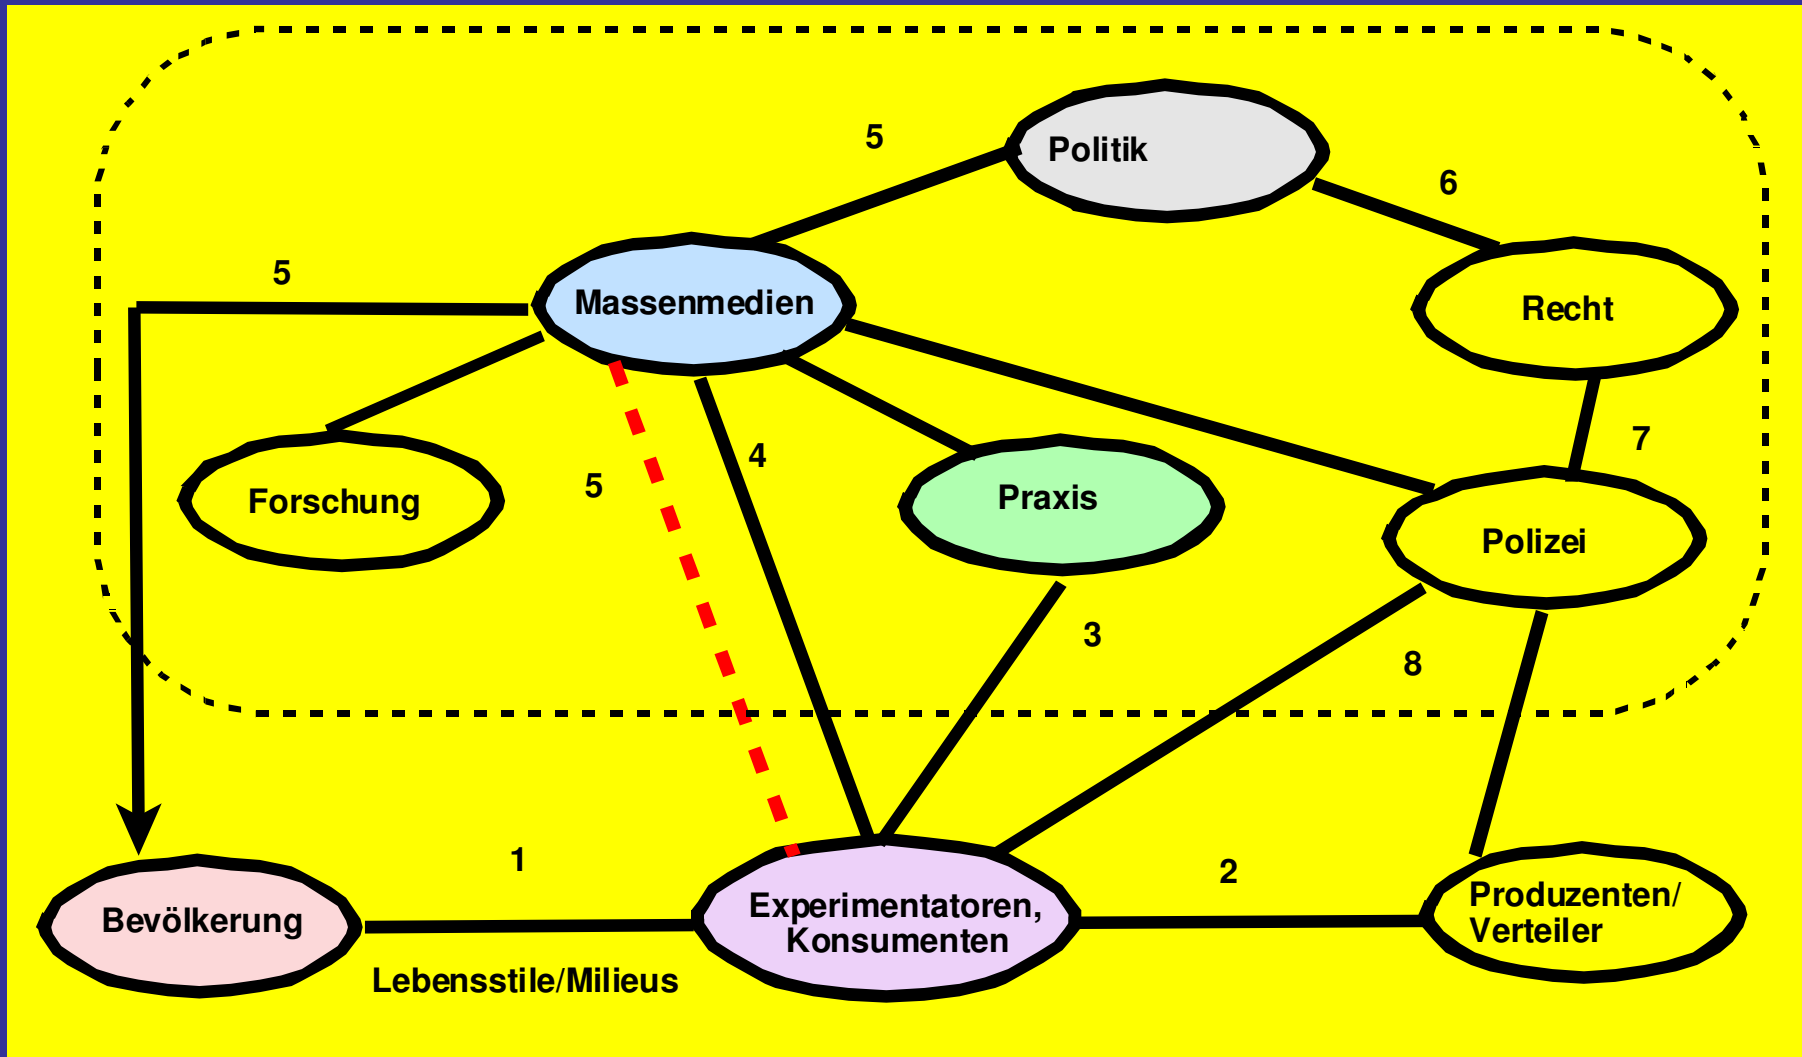 5
Politik
6
5
Massenmedien
Recht
7
4
5
Forschung
Praxis
Polizei
3
8
1
2
Bevölkerung
Experimentatoren,
Konsumenten
Produzenten/
Verteiler
Lebensstile/Milieus